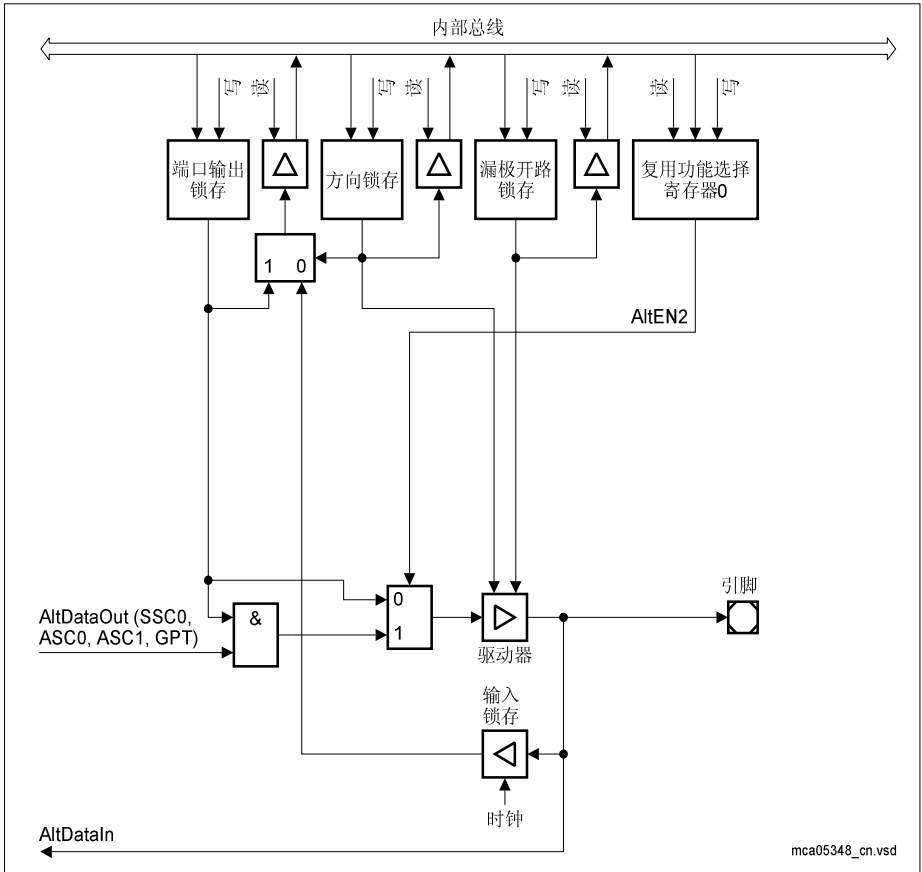 内部总线
写
读
写
读
写
读
读
写
端口输出
锁存
方向锁存
漏极开路
锁存
复用功能选择
寄存器0
1 0
AltEN2
引脚
AltDataOut (SSC0,
ASC0, ASC1, GPT)
&
0
1
驱动器
输入
锁存
时钟
AltDataIn
mca05348_cn.vsd